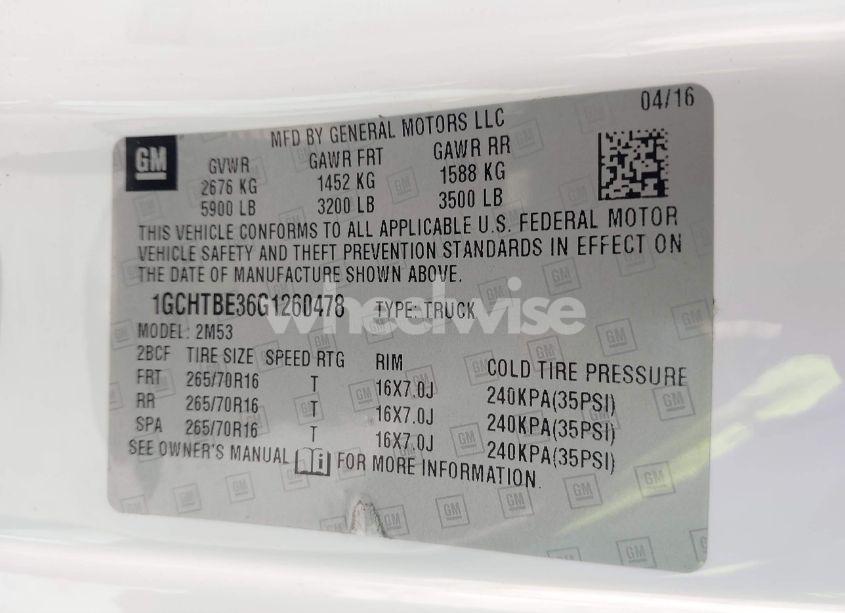 04/16
MFD BY GENERAL MOTORS LLC
GM
GVWR GAWR FRT GAWR RR
2676 KG 1452 KG 1588 KG
5900 LB 3200 LB 3500 LB
THIS VEHICLE CONFORMS TO ALL APPLICABLE U.S. FEDERAL MOTOR
VEHICLE SAFETY AND THEFT PREVENTION STANDARDS IN EFFECT ON
THE DATE OF MANUFACTURE SHOWN ABOVE.
1GCHTBE36G1260478 TYPE: TRUCK
wheelwise
MODEL: 2M53
2BCF TIRE SIZE SPEED RTG RIM COLD TIRE PRESSURE
FRT 265/70R16 T 16X7.0J 240KPA(35PSI)
RR 265/70R16 T 16X7.0J 240KPA(35PSI)
SPA 265/70R16 T 16X7.0J 240KPA(35PSI)
SEE OWNER'S MANUAL FOR MORE INFORMATION.